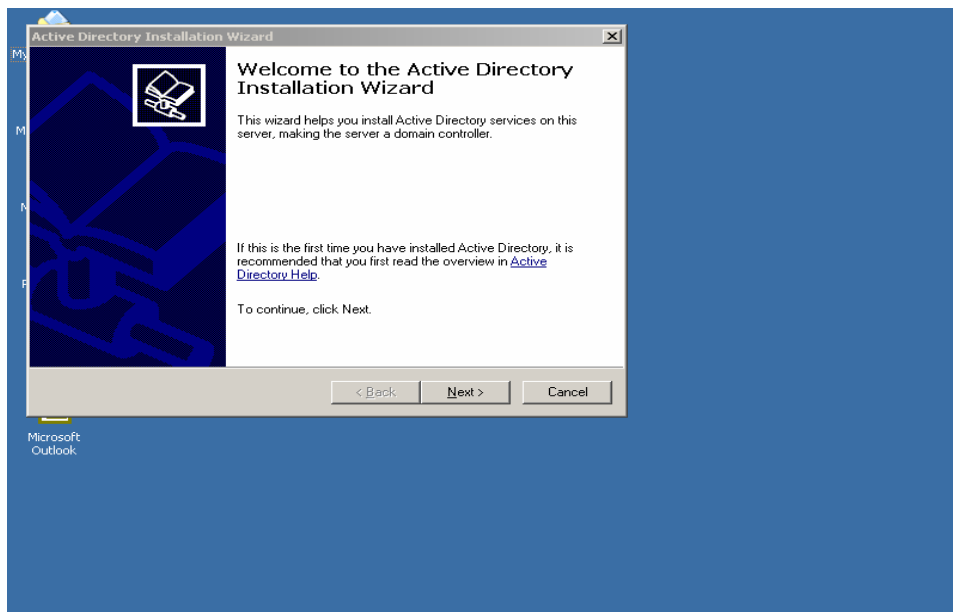 Active Directory Installation Wizard
My
Welcome to the Active Directory
Installation Wizard
This wizard helps you install Active Directory services on this
server, making the server a domain controller.
M
If this is the first time you have installed Active Directory, it is
recommended that you first read the overview in Active
Directory Help.
To continue, click Next.
< Back
Next >
Cancel
Microsoft
Outlook